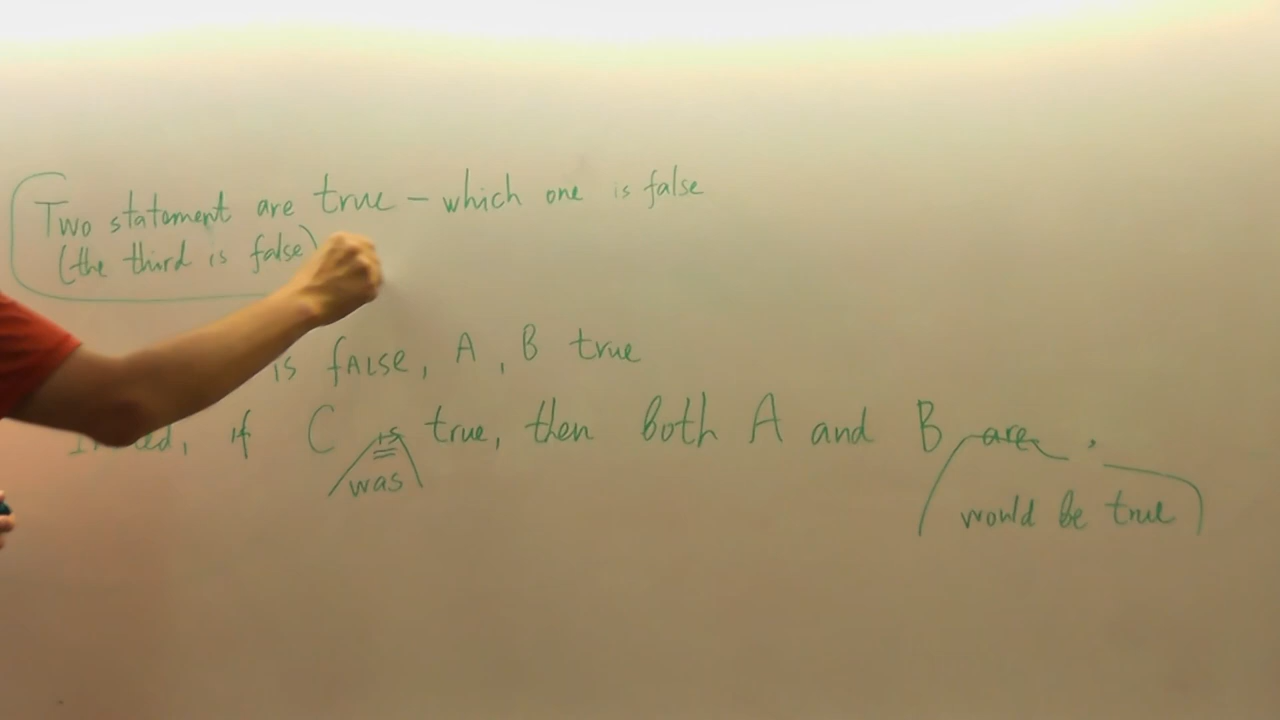 Two statement are true – which one is false
(the third is false)
is false, A, B true
if C is true, then both A and B are.
was
would be true